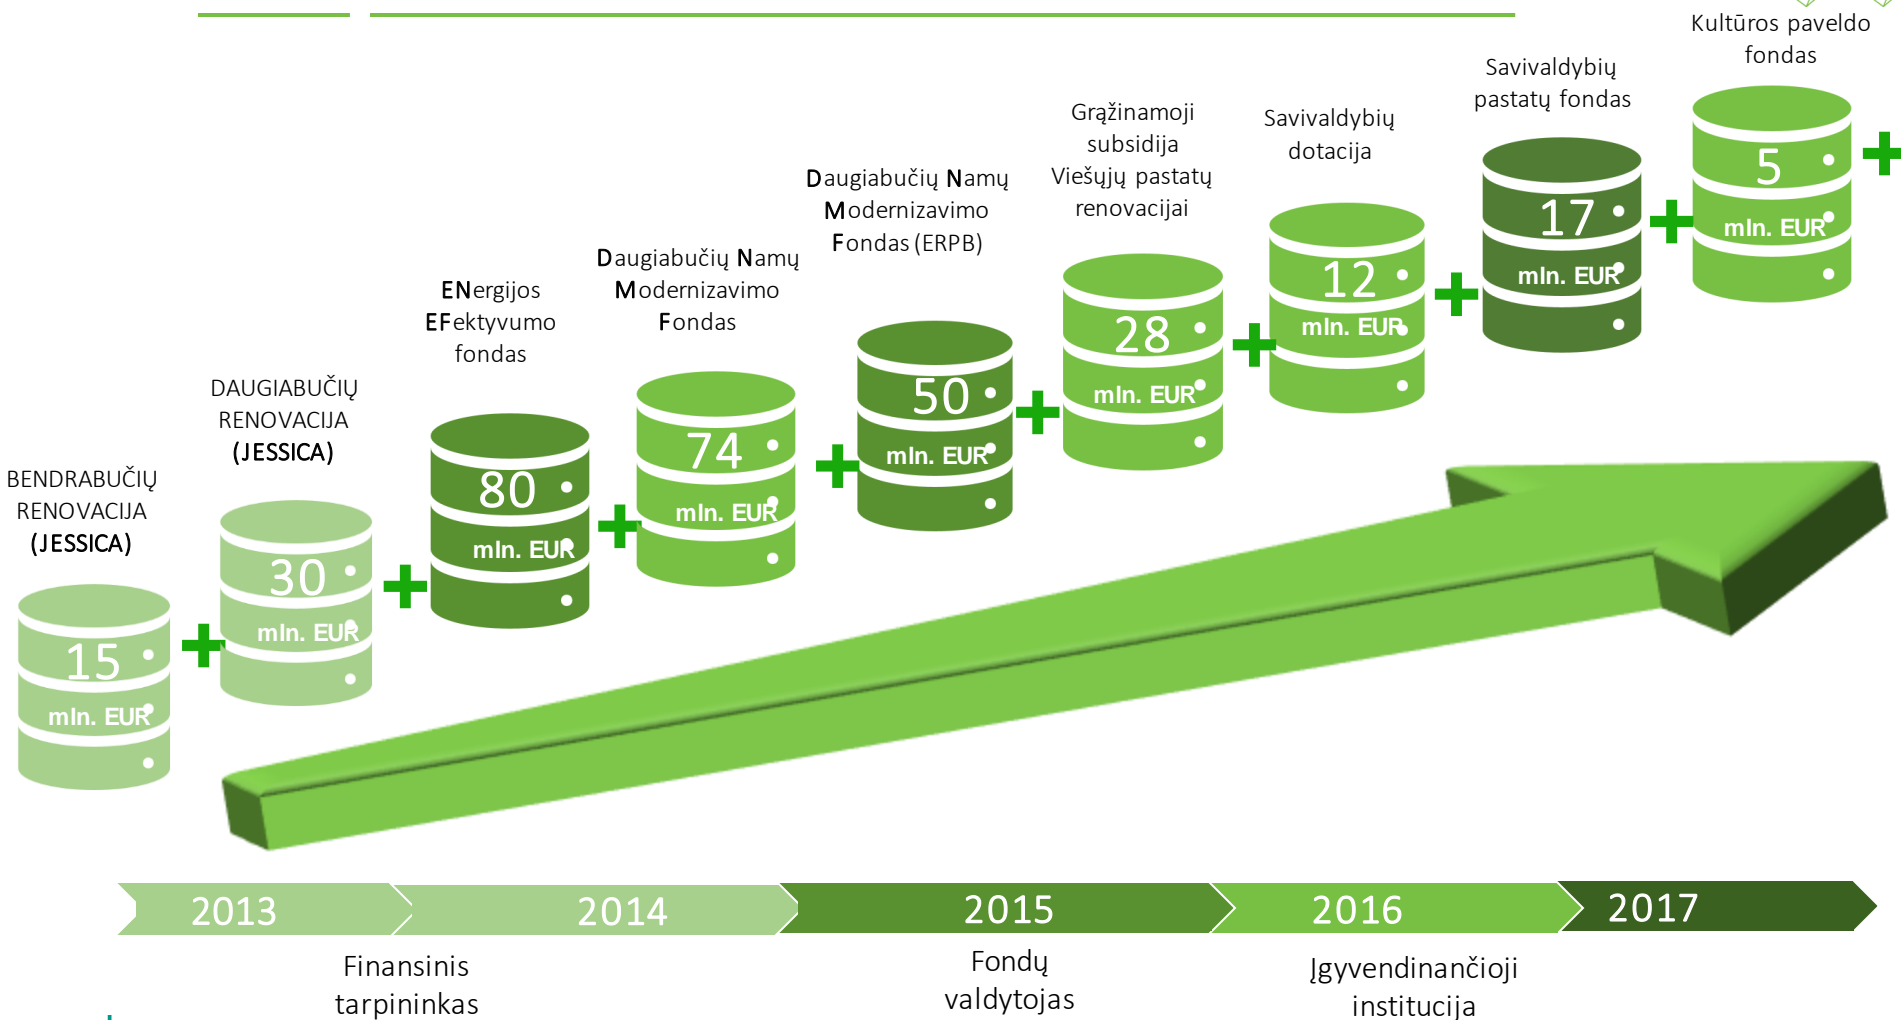 BENDRABUČIŲ
RENOVACIJA
(JESSICA)
15
mln. EUR
DAUGIABUČIŲ
RENOVACIJA
(JESSICA)
30
mln. EUR
ENergijos
EFektyvumo
fondas
80
mln. EUR
Daugiabučių Namų
Modernizavimo
Fondas
74
mln. EUR
Daugiabučių Namų
Modernizavimo
Fondas (ERPB)
50
mln. EUR
Grąžinamoji
subsidija
Viešųjų pastatų
renovacijai
28
mln. EUR
Savivaldybių
dotacija
12
mln. EUR
Savivaldybių
pastatų fondas
17
mln. EUR
Kultūros paveldo
fondas
5
mln. EUR
2013
2014
2015
2016
2017
Finansinis
tarpininkas
Fondų
valdytojas
Įgyvendinančioji
institucija